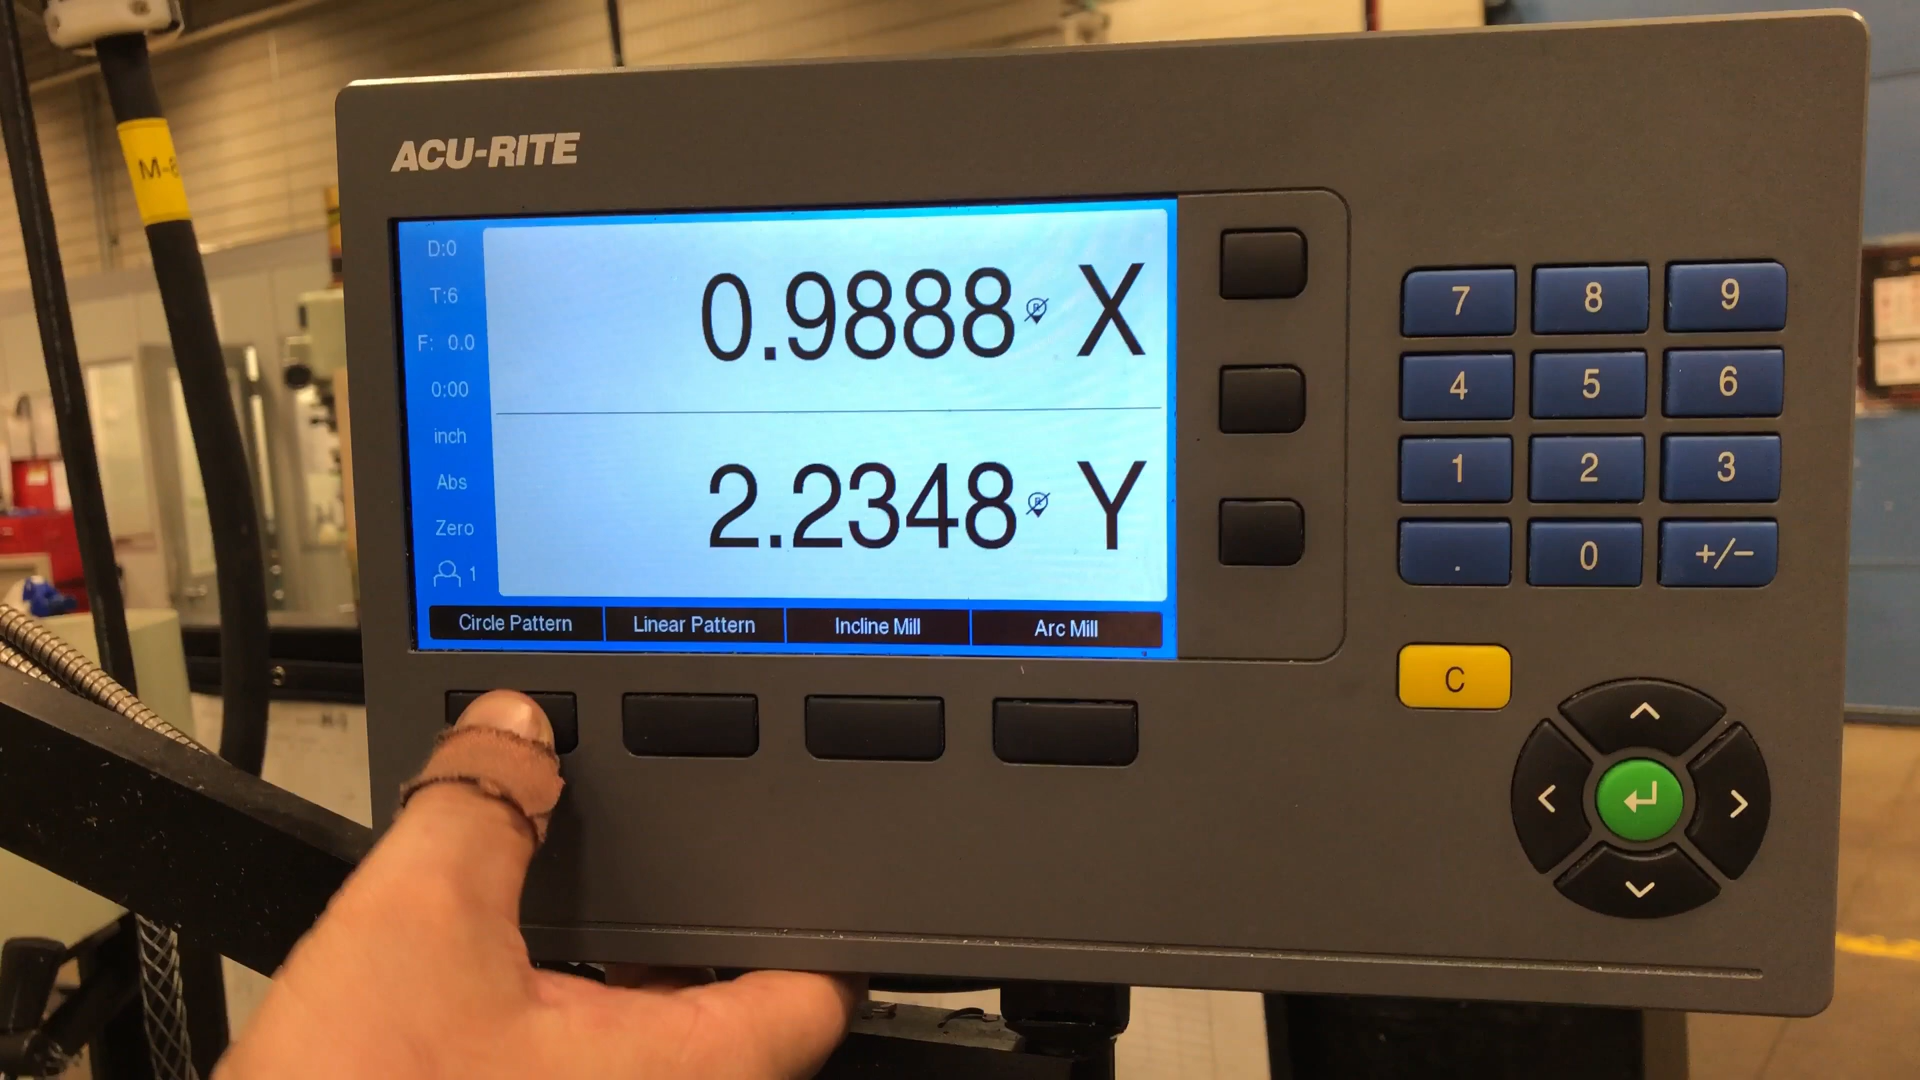 M-8
ACU-RITE
D:0
T:6
F: 0.0
0:00
inch
Abs
Zero
1
0.9888 X
2.2348 Y
Circle Pattern Linear Pattern Incline Mill Arc Mill
7 8 9
4 5 6
1 2 3
. 0 +/-
C